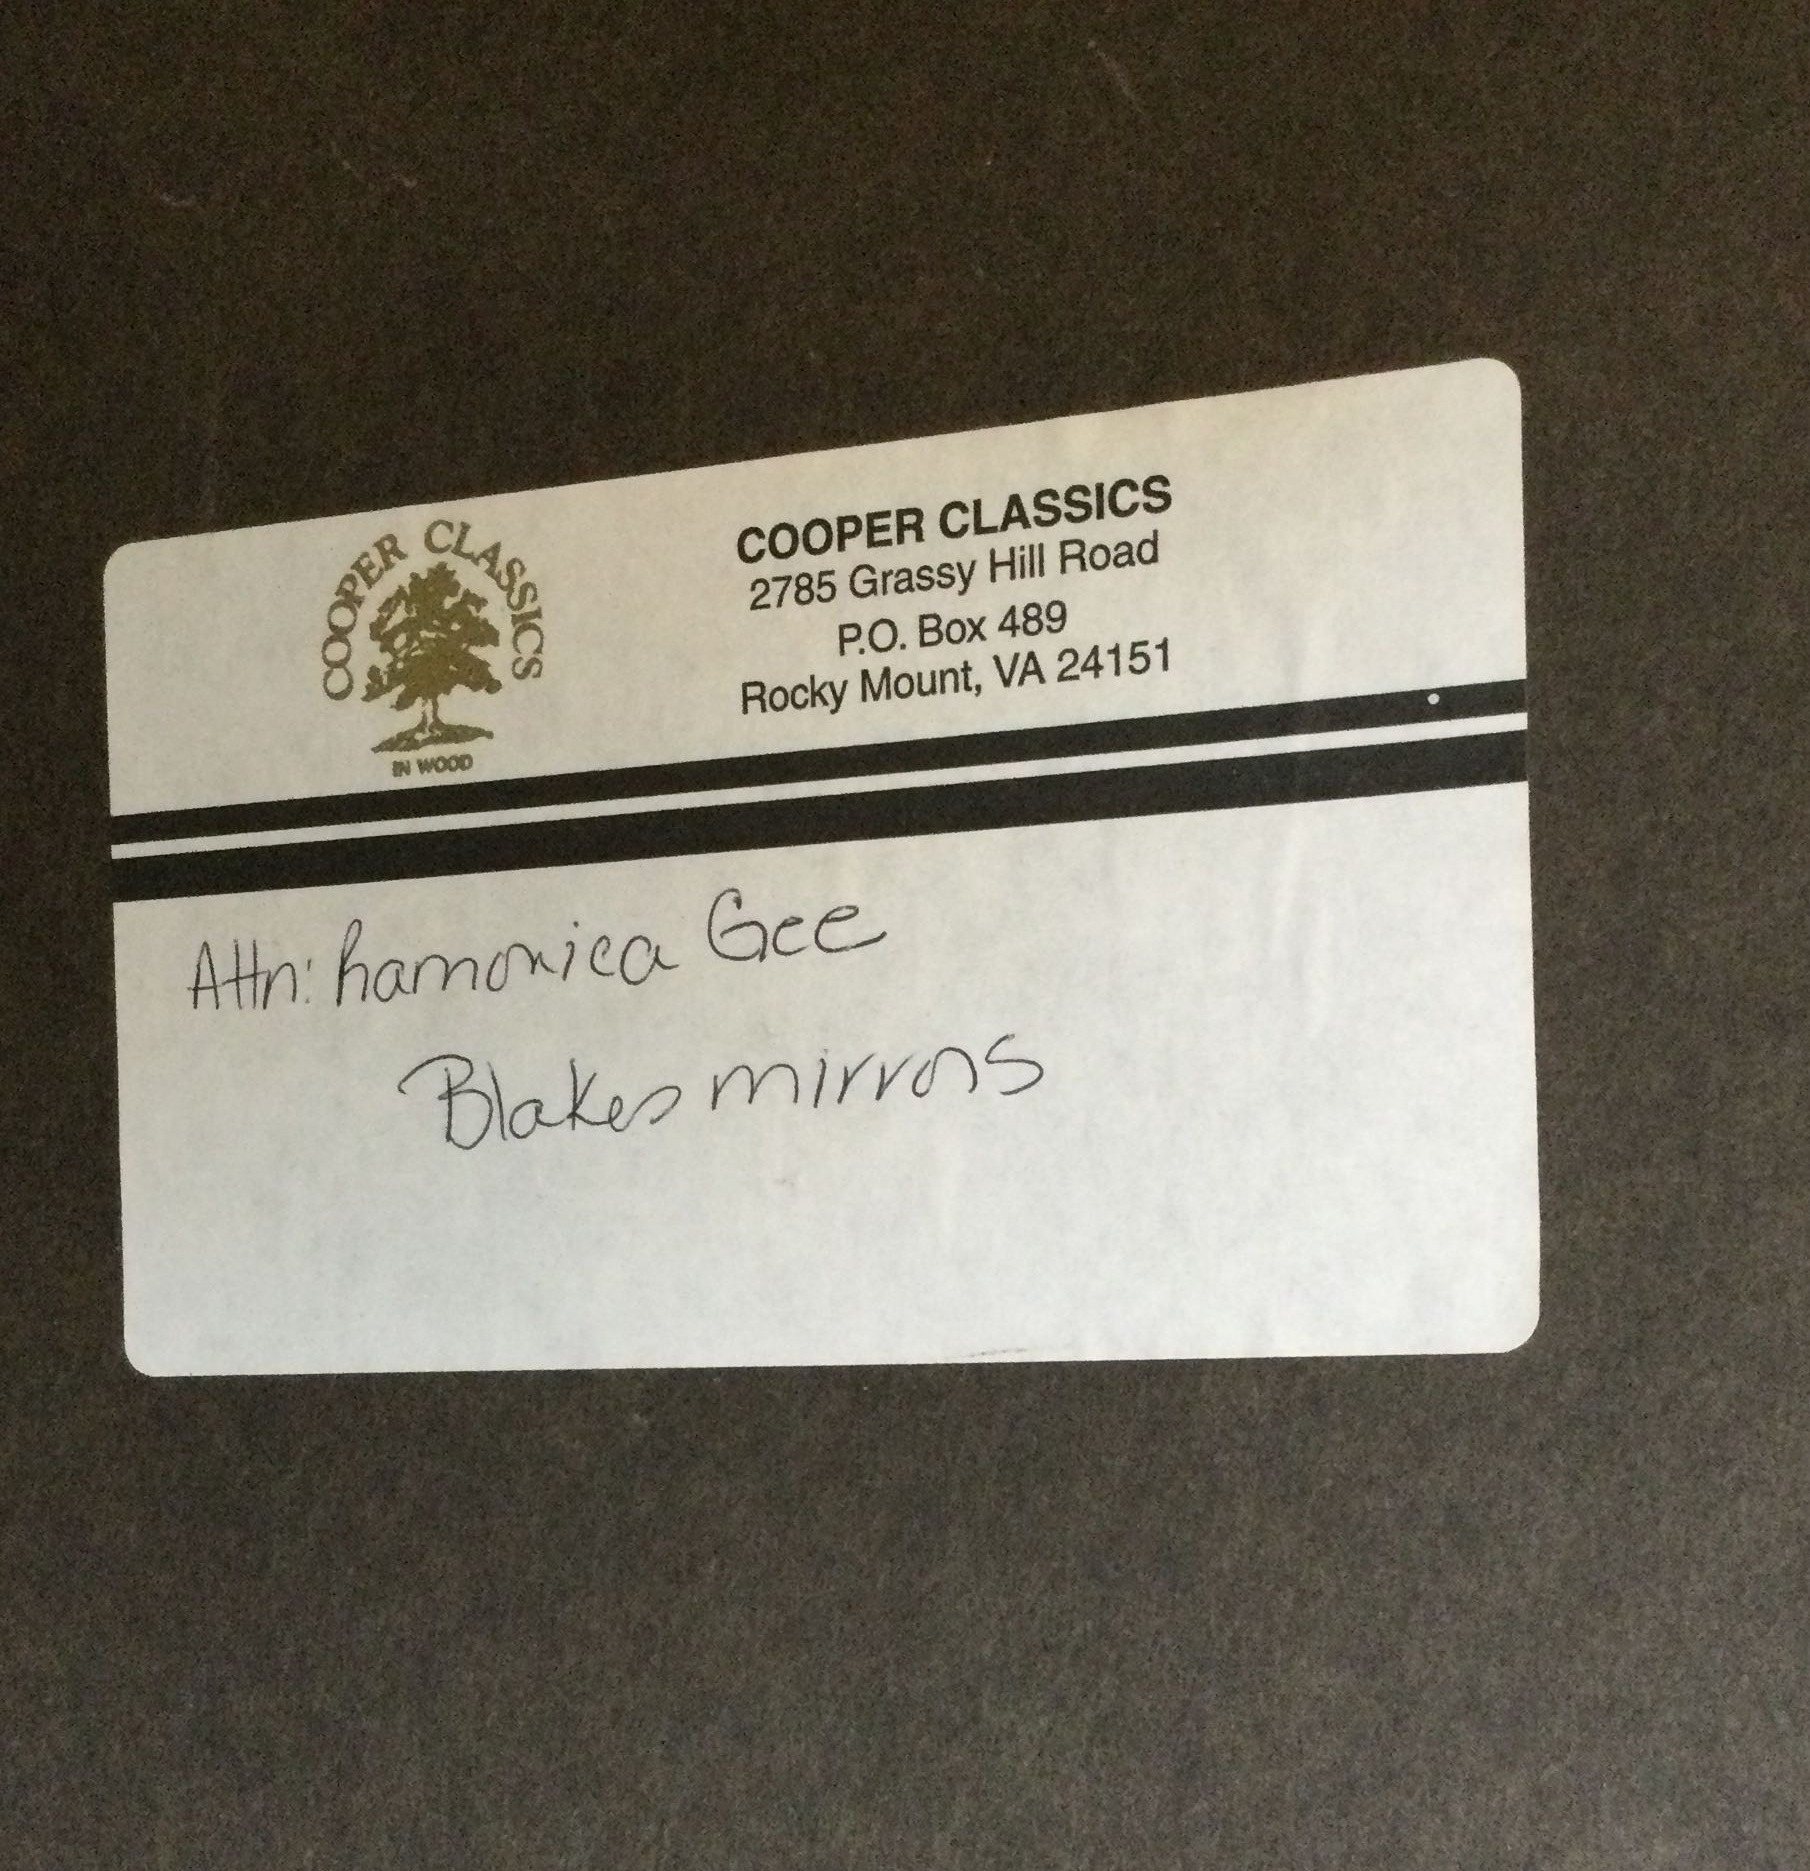 COOPER CLASSICS
IN WOOD
COOPER CLASSICS
2785 Grassy Hill Road
P.O. Box 489
Rocky Mount, VA 24151
Attn: hamonica Gee
Blakes mirrors